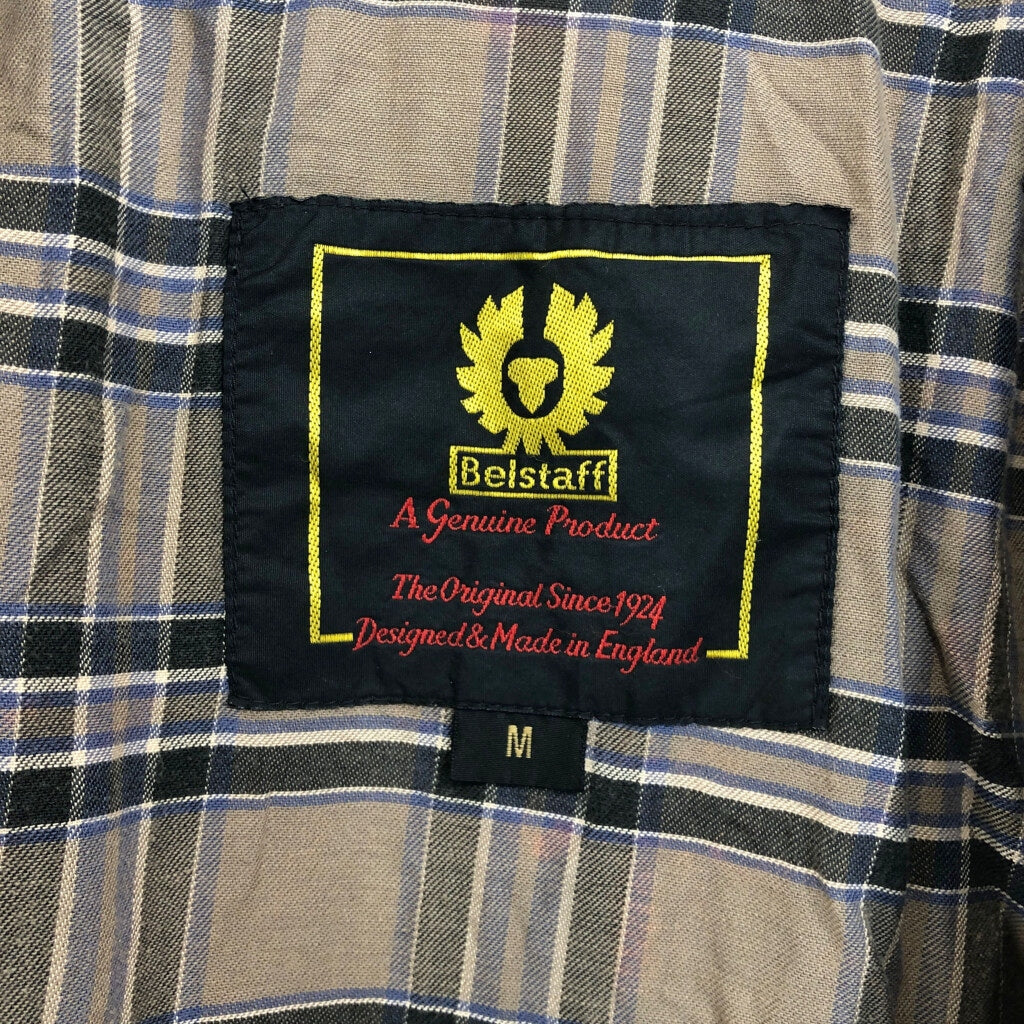 Belstaff
A Genuine Product
The Original Since 1924
Designed & Made in England
M